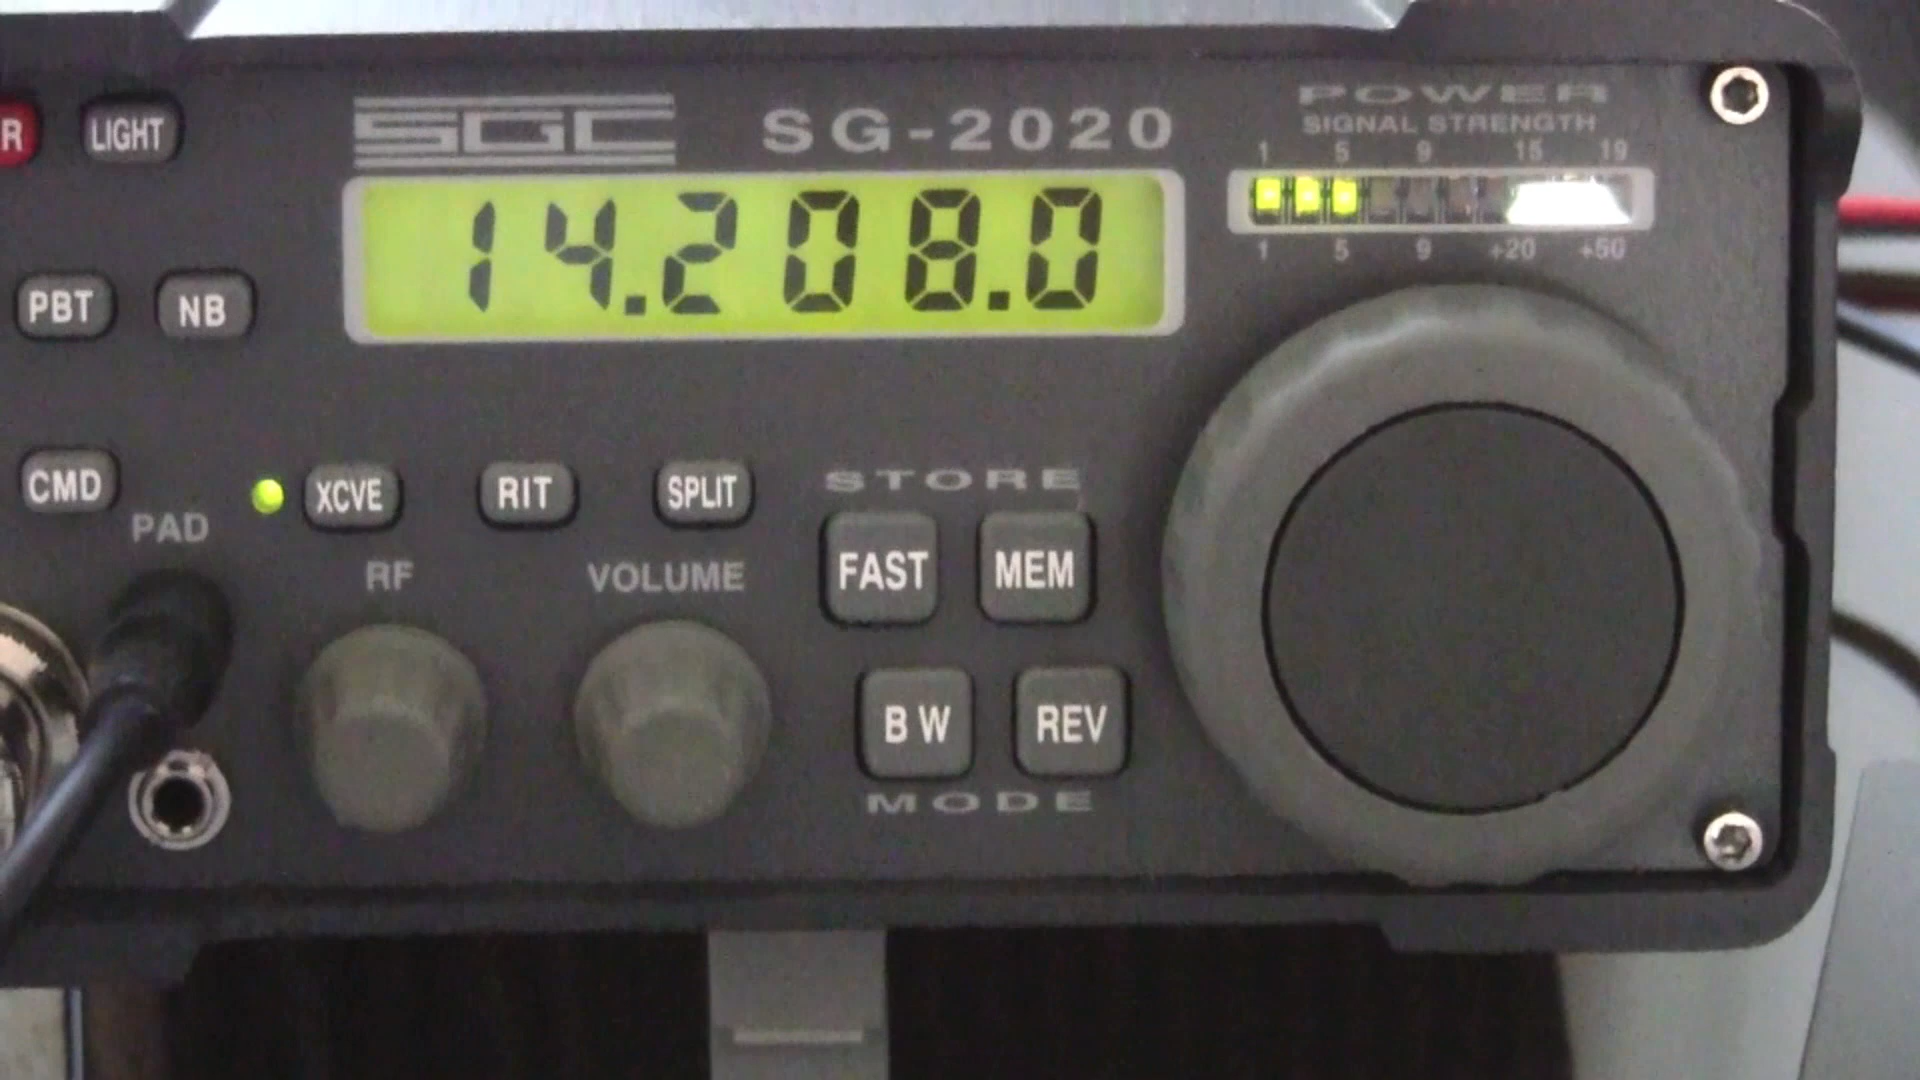 R LIGHT
SGC SG-2020
POWER
SIGNAL STRENGTH
1 5 9 15 19
14.208.0
1 5 9 +20 +50
PBT NB
CMD XCVE RIT SPLIT
STORE
PAD
RF VOLUME
FAST MEM
B W REV
MODE